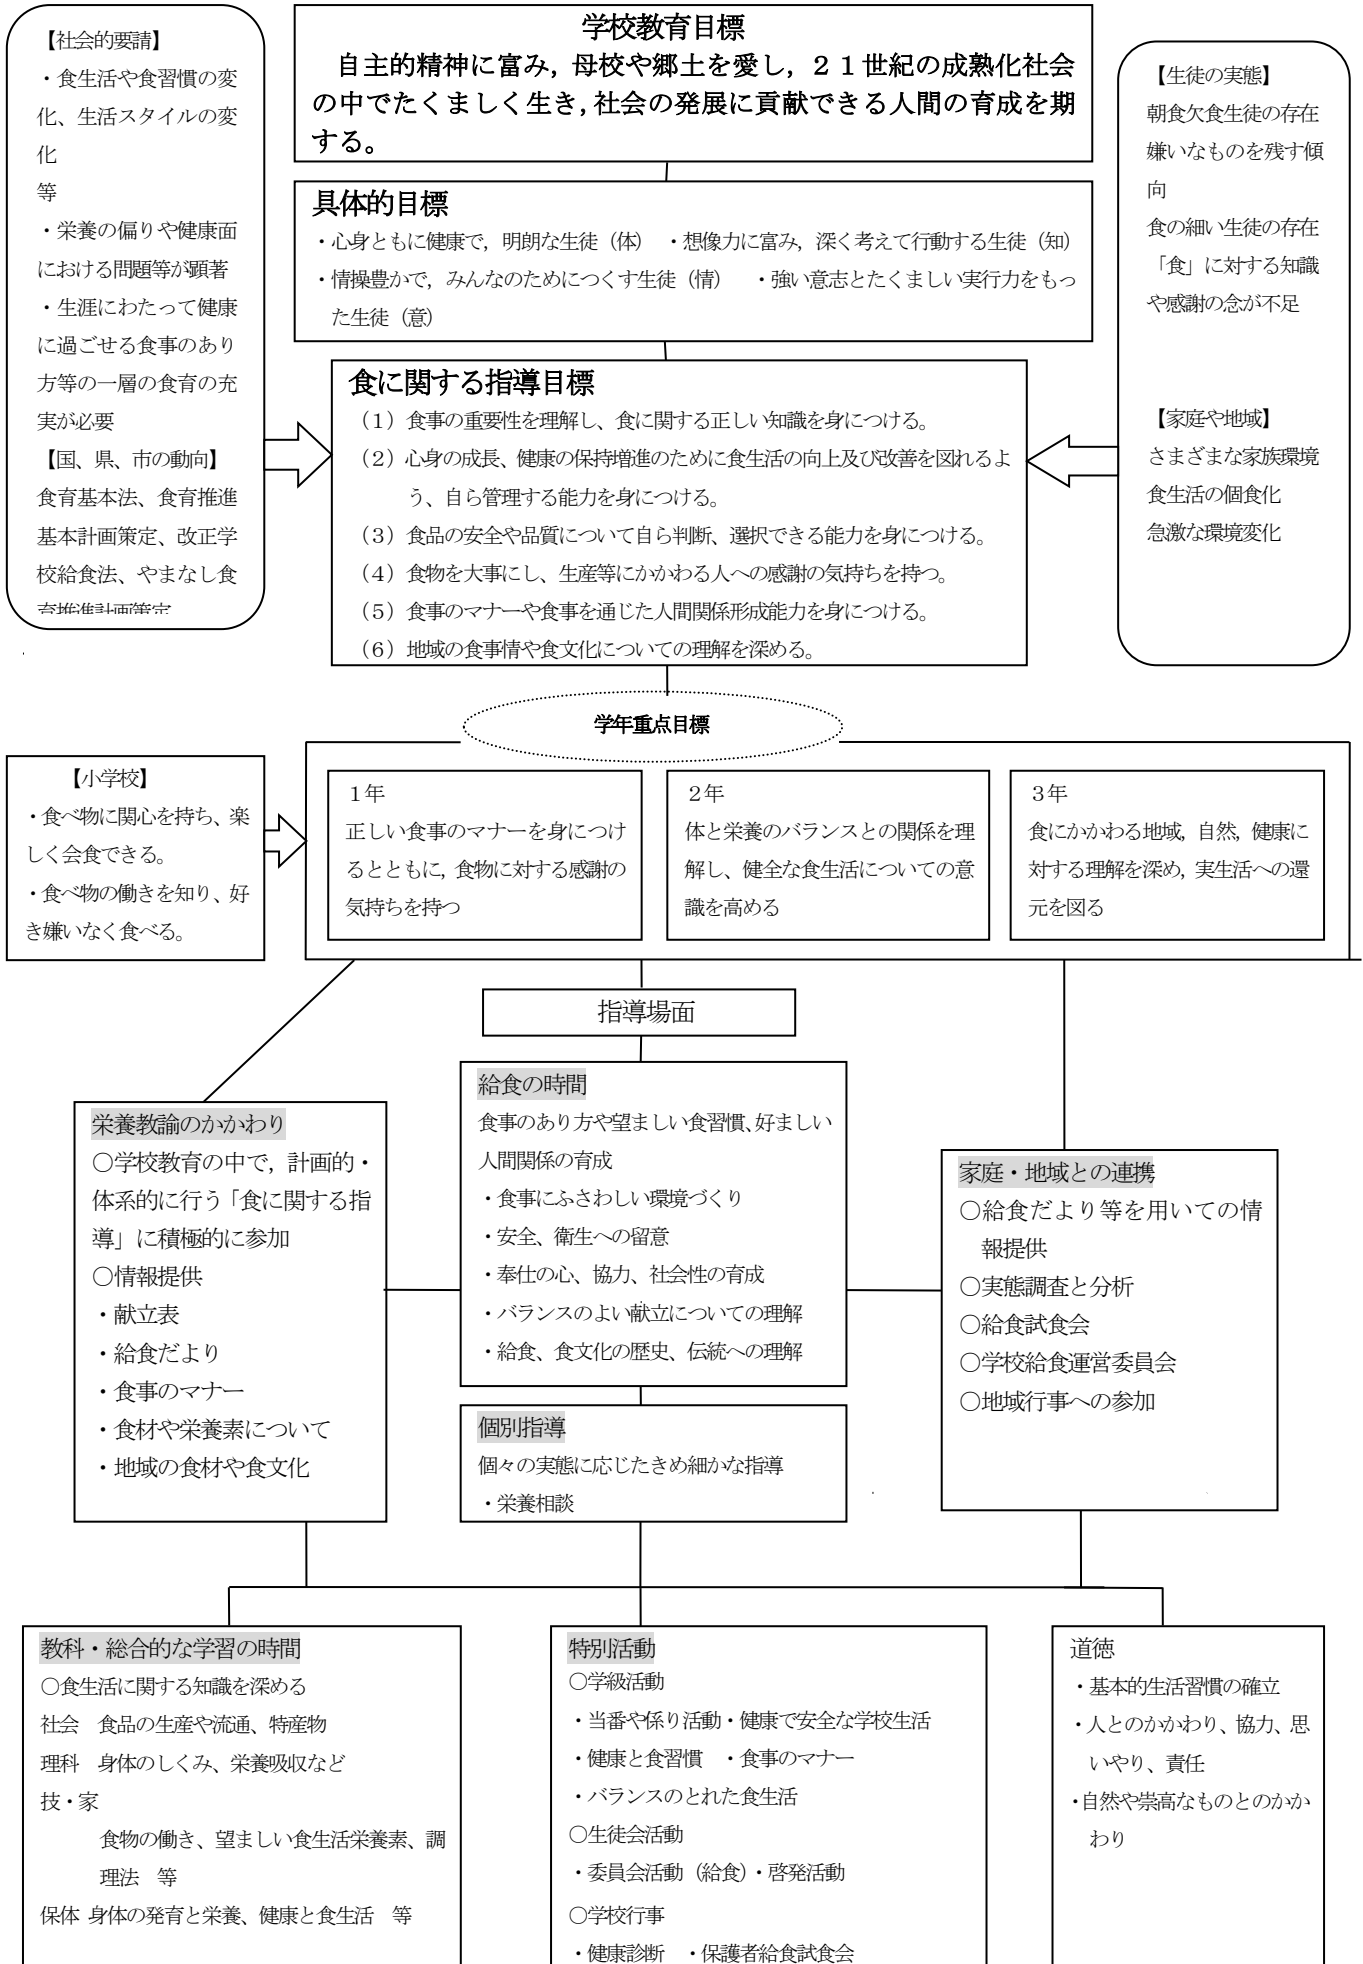 【社会的要請】
・食生活や食習慣の変
化、生活スタイルの変
化
等
・栄養の偏りや健康面
における問題等が顕著
・生涯にわたって健康
に過ごせる食事のあり
方等の一層の食育の充
実が必要
【国、県、市の動向】
食育基本法、食育推進
基本計画策定、改正学
校給食法、やまなし食
育推進計画策定
学校教育目標
自主的精神に富み，母校や郷土を愛し，２１世紀の成熟化社会
の中でたくましく生き，社会の発展に貢献できる人間の育成を期
する。
具体的目標
・心身ともに健康で，明朗な生徒（体）　・想像力に富み，深く考えて行動する生徒（知）
・情操豊かで，みんなのためにつくす生徒（情）　・強い意志とたくましい実行力をもっ
た生徒（意）
食に関する指導目標
（１）食事の重要性を理解し、食に関する正しい知識を身につける。
（２）心身の成長、健康の保持増進のために食生活の向上及び改善を図れるよ
う、自ら管理する能力を身につける。
（３）食品の安全や品質について自ら判断、選択できる能力を身につける。
（４）食物を大事にし、生産等にかかわる人への感謝の気持ちを持つ。
（５）食事のマナーや食事を通じた人間関係形成能力を身につける。
（６）地域の食事情や食文化についての理解を深める。
【生徒の実態】
朝食欠食生徒の存在
嫌いなものを残す傾
向
食の細い生徒の存在
「食」に対する知識
や感謝の念が不足
【家庭や地域】
さまざまな家族環境
食生活の個食化
急激な環境変化
学年重点目標
【小学校】
・食べ物に関心を持ち、楽
しく会食できる。
・食べ物の働きを知り、好
き嫌いなく食べる。
１年
正しい食事のマナーを身につけ
るとともに，食物に対する感謝の
気持ちを持つ
２年
体と栄養のバランスとの関係を理
解し、健全な食生活についての意
識を高める
３年
食にかかわる地域，自然，健康に
対する理解を深め，実生活への還
元を図る
指導場面
栄養教諭のかかわり
○学校教育の中で，計画的・
体系的に行う「食に関する指
導」に積極的に参加
○情報提供
・献立表
・給食だより
・食事のマナー
・食材や栄養素について
・地域の食材や食文化
給食の時間
食事のあり方や望ましい食習慣、好ましい
人間関係の育成
・食事にふさわしい環境づくり
・安全、衛生への留意
・奉仕の心、協力、社会性の育成
・バランスのよい献立についての理解
・給食、食文化の歴史、伝統への理解
個別指導
個々の実態に応じたきめ細かな指導
・栄養相談
家庭・地域との連携
○給食だより等を用いての情
報提供
○実態調査と分析
○給食試食会
○学校給食運営委員会
○地域行事への参加
教科・総合的な学習の時間
○食生活に関する知識を深める
社会　食品の生産や流通、特産物
理科　身体のしくみ、栄養吸収など
技・家
食物の働き、望ましい食生活栄養素、調
理法　等
保体 身体の発育と栄養、健康と食生活　等
特別活動
○学級活動
・当番や係り活動・健康で安全な学校生活
・健康と食習慣　・食事のマナー
・バランスのとれた食生活
○生徒会活動
・委員会活動（給食）・啓発活動
○学校行事
・健康診断　・保護者給食試食会
道徳
・基本的生活習慣の確立
・人とのかかわり、協力、思
いやり、責任
・自然や崇高なものとのかか
わり